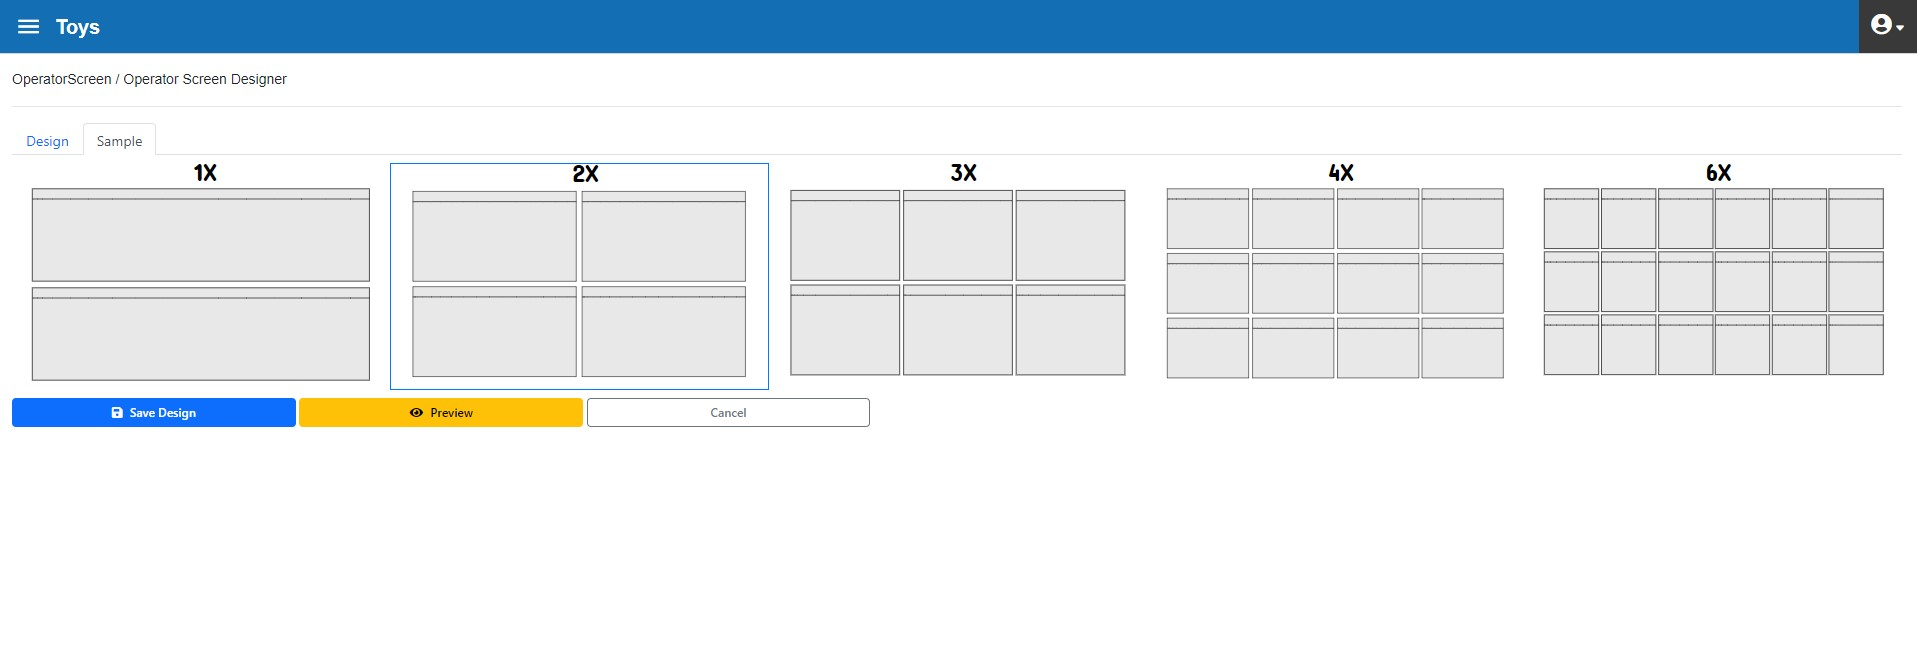 Toys
OperatorScreen / Operator Screen Designer
Design
Sample
1X
2X
3X
4X
6X
Save Design
Preview
Cancel